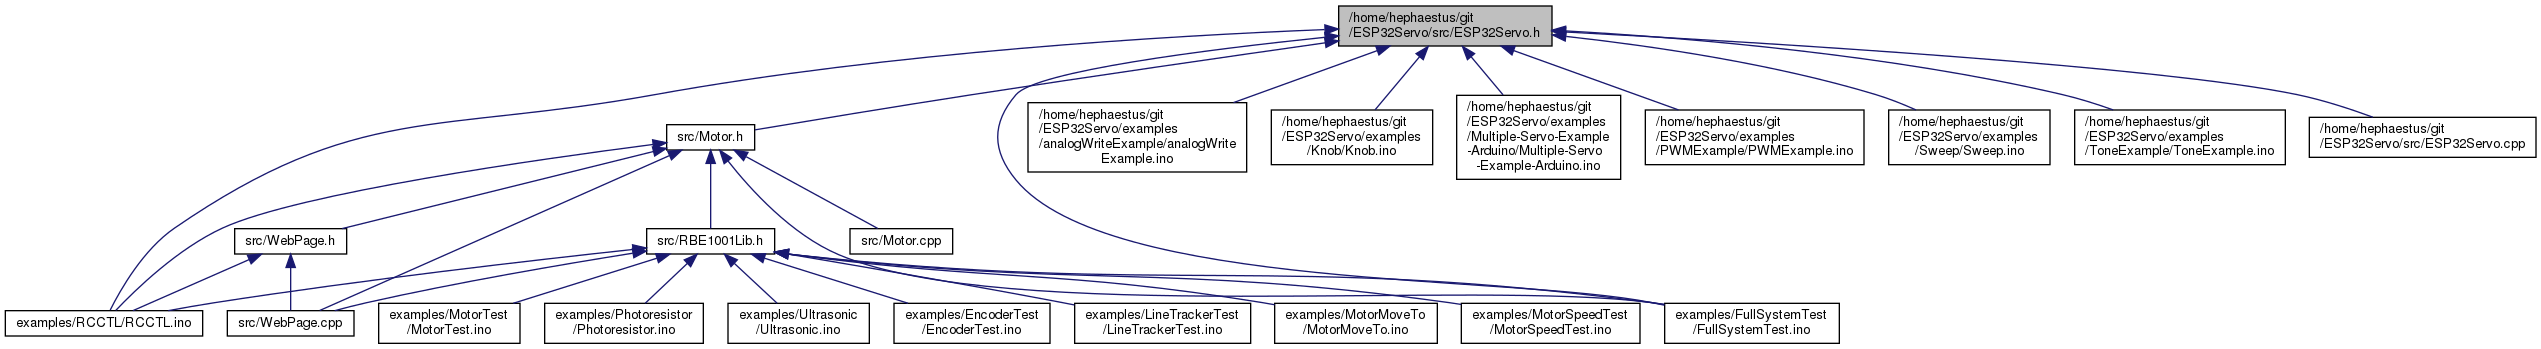 /home/hephaestus/git
/ESP32Servo/src/ESP32Servo.h
src/Motor.h
/home/hephaestus/git
/ESP32Servo/examples
/analogWriteExample/analogWrite
Example.ino
/home/hephaestus/git
/ESP32Servo/examples
/Knob/Knob.ino
/home/hephaestus/git
/ESP32Servo/examples
/Multiple-Servo-Example
-Arduino/Multiple-Servo
-Example-Arduino.ino
/home/hephaestus/git
/ESP32Servo/examples
/PWMExample/PWMExample.ino
/home/hephaestus/git
/ESP32Servo/examples
/Sweep/Sweep.ino
/home/hephaestus/git
/ESP32Servo/examples
/ToneExample/ToneExample.ino
/home/hephaestus/git
/ESP32Servo/src/ESP32Servo.cpp
src/WebPage.h
src/RBE1001Lib.h
src/Motor.cpp
examples/RCCTL/RCCTL.ino
src/WebPage.cpp
examples/MotorTest
/MotorTest.ino
examples/Photoresistor
/Photoresistor.ino
examples/Ultrasonic
/Ultrasonic.ino
examples/EncoderTest
/EncoderTest.ino
examples/LineTrackerTest
/LineTrackerTest.ino
examples/MotorMoveTo
/MotorMoveTo.ino
examples/MotorSpeedTest
/MotorSpeedTest.ino
examples/FullSystemTest
/FullSystemTest.ino